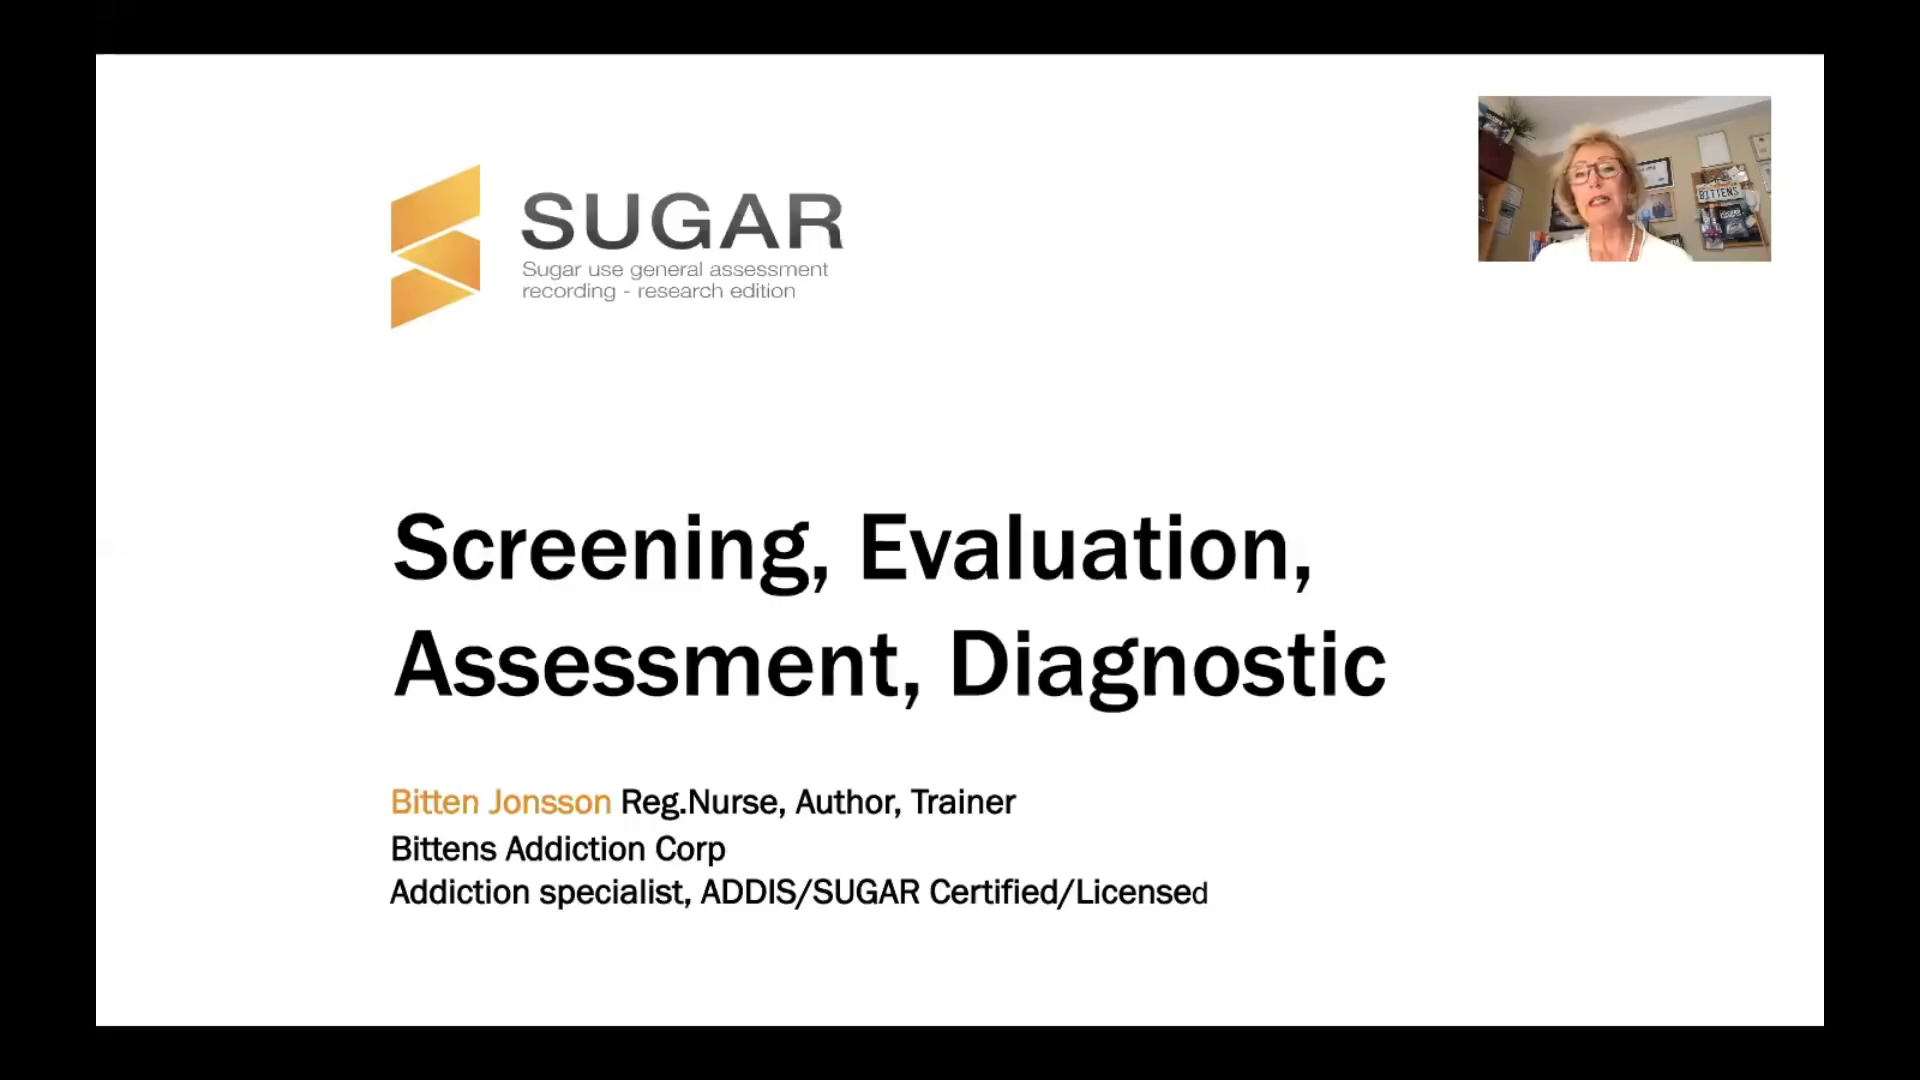 SUGAR
Sugar use general assessment
recording - research edition
BITTENS
Screening, Evaluation,
Assessment, Diagnostic
Bitten Jonsson Reg.Nurse, Author, Trainer
Bittens Addiction Corp
Addiction specialist, ADDIS/SUGAR Certified/Licensed